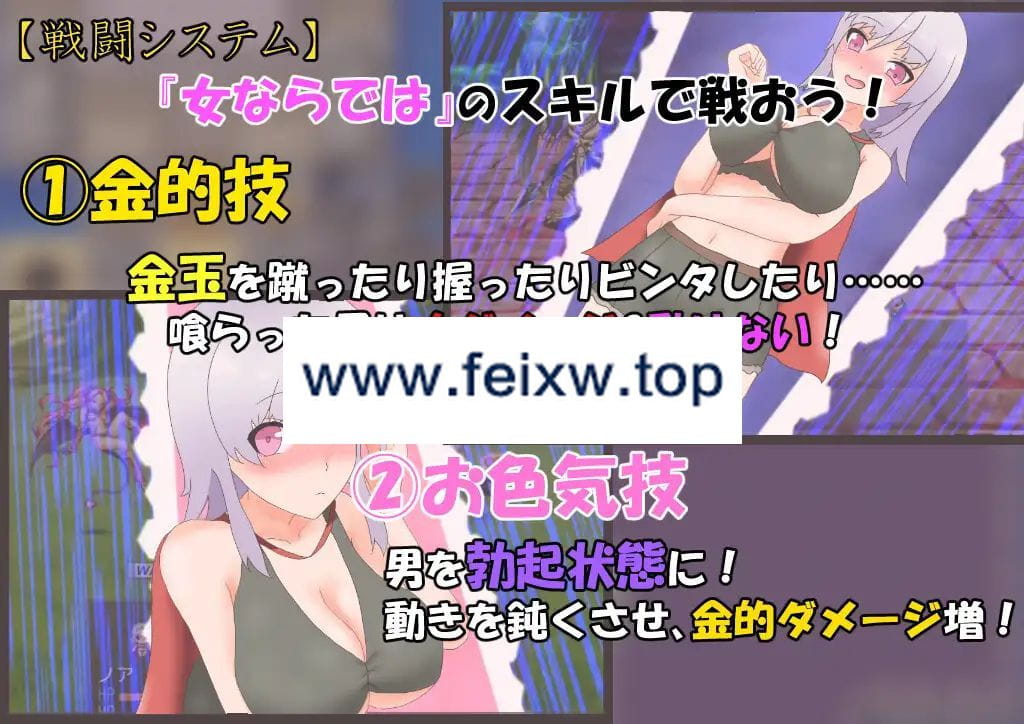 【戦闘システム】
『女ならでは』のスキルで戦おう！
①金的技
金玉を蹴ったり握ったりビンタしたり……
喰らっ
ない！
www.feixw.top
②お色気技
男を勃起状態に！
動きを鈍くさせ、金的ダメージ増！
ノア